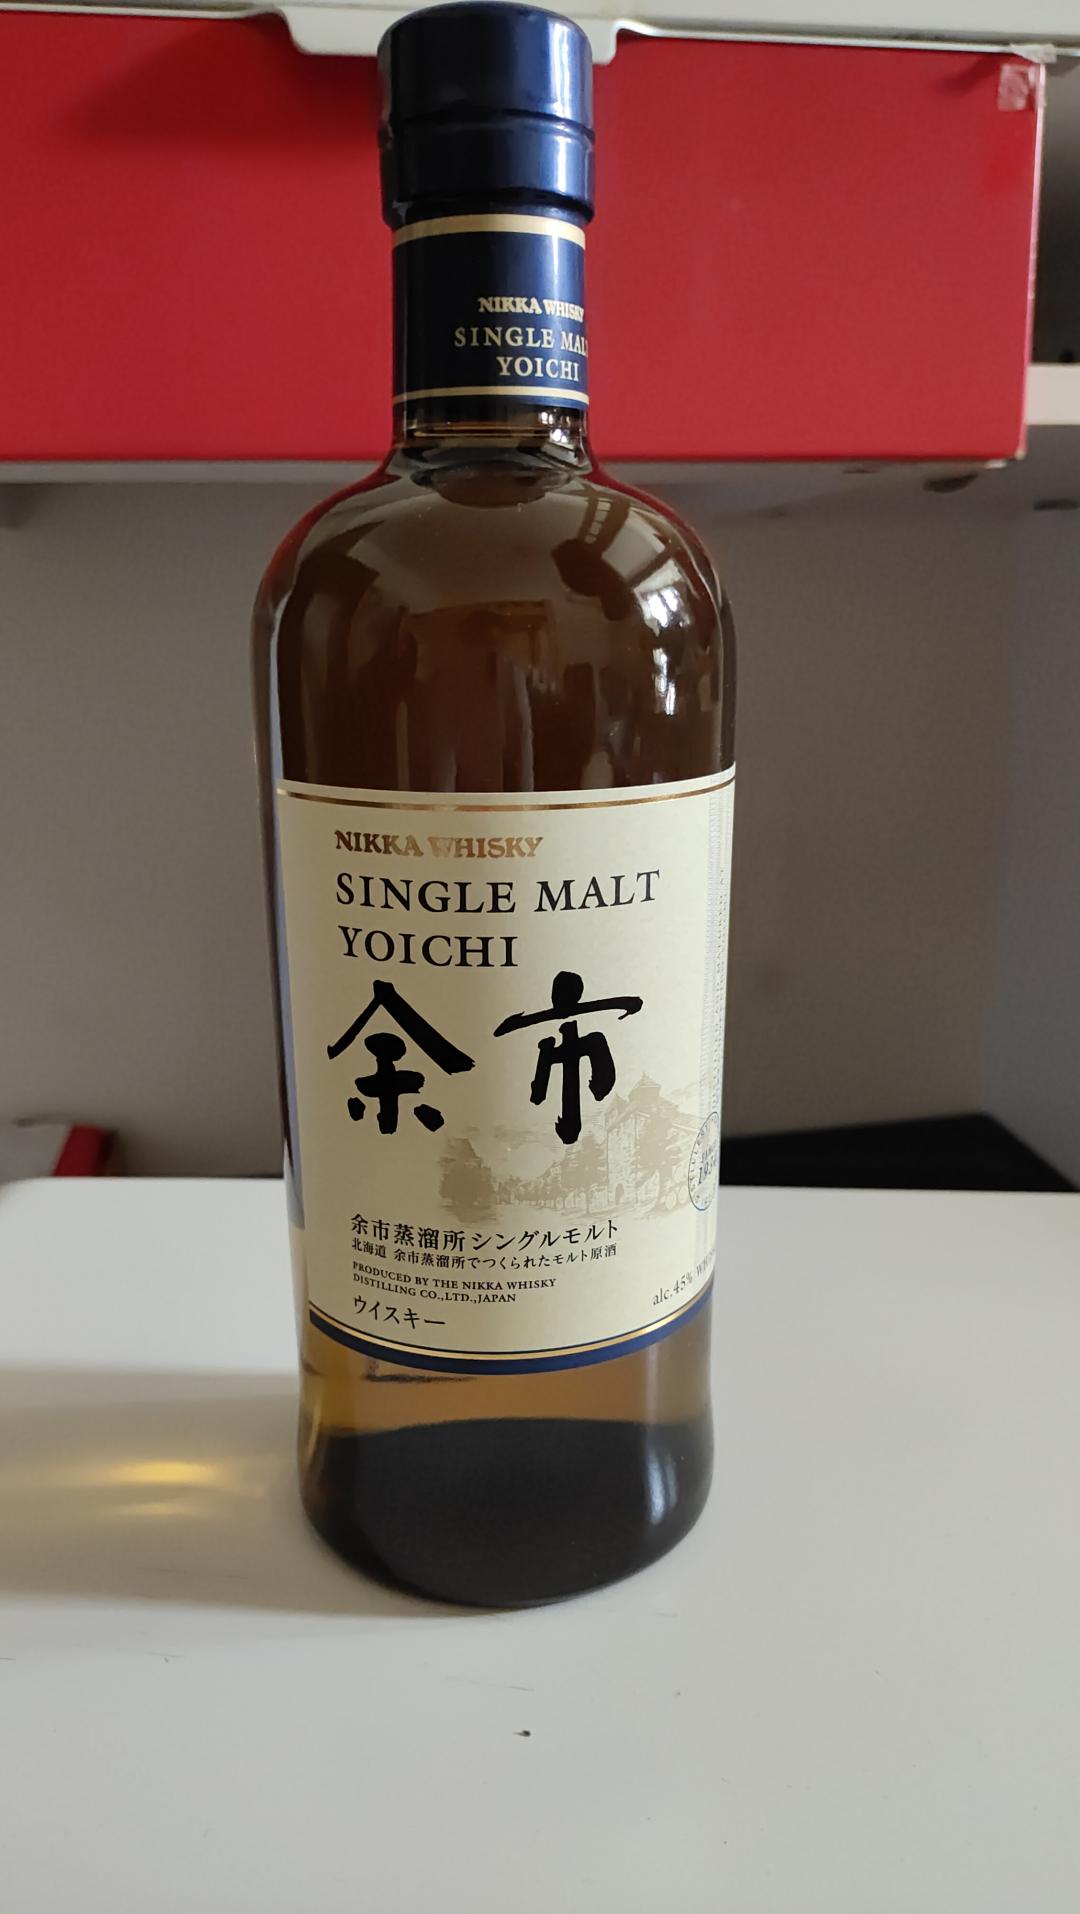 NIKKA WHISKY
SINGLE MALT
YOICHI
NIKKA WHISKY
SINGLE MALT
YOICHI
余市
余市蒸溜所シングルモルト
北海道 余市蒸溜所でつくられたモルト原酒
PRODUCED BY THE NIKKA WHISKY
DISTILLING CO.,LTD.,JAPAN
ウイスキー
alc.45%